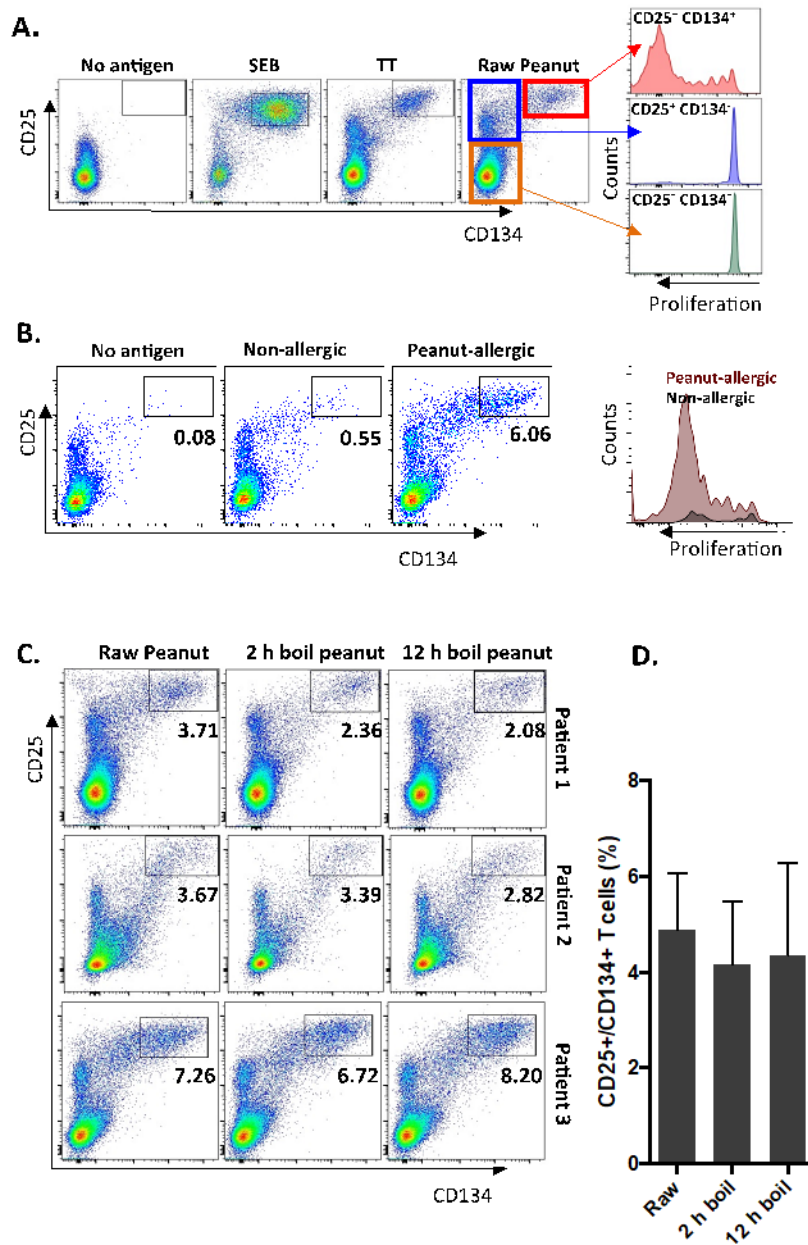 A.
No antigen SEB TT Raw Peanut
CD25
CD134
CD25⁻ CD134⁺
CD25⁺ CD134⁻
CD25⁻ CD134⁻
Counts
Proliferation
B.
No antigen Non-allergic Peanut-allergic
0.08 0.55 6.06
CD25
CD134
Peanut-allergic
Non-allergic
Counts
Proliferation
C.
Raw Peanut 2 h boil peanut 12 h boil peanut
3.71 2.36 2.08
Patient 1
3.67 3.39 2.82
Patient 2
7.26 6.72 8.20
Patient 3
CD25
CD134
D.
CD25+/CD134+ T cells (%)
8
6
4
2
0
Raw
2 h boil
12 h boil